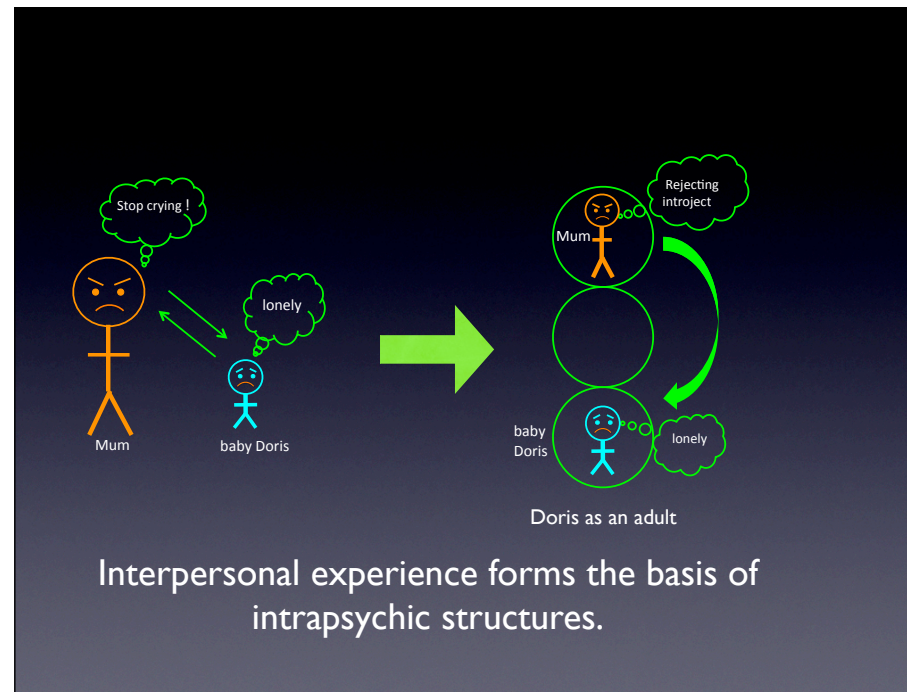 Stop crying !
lonely
Mum
baby Doris
Rejecting
introject
Mum
baby
Doris
lonely
Doris as an adult
Interpersonal experience forms the basis of
intrapsychic structures.